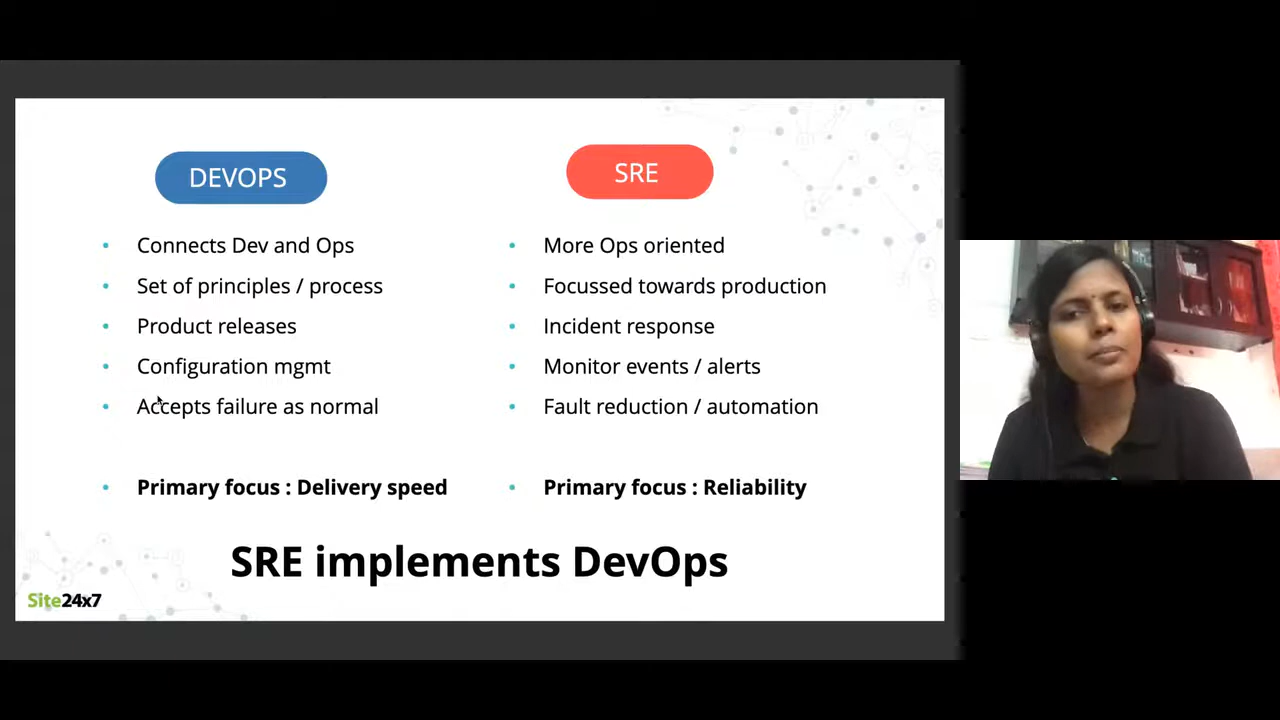 DEVOPS
Connects Dev and Ops
Set of principles / process
Product releases
Configuration mgmt
Accepts failure as normal
Primary focus : Delivery speed
SRE
More Ops oriented
Focussed towards production
Incident response
Monitor events / alerts
Fault reduction / automation
Primary focus : Reliability
SRE implements DevOps
Site24x7